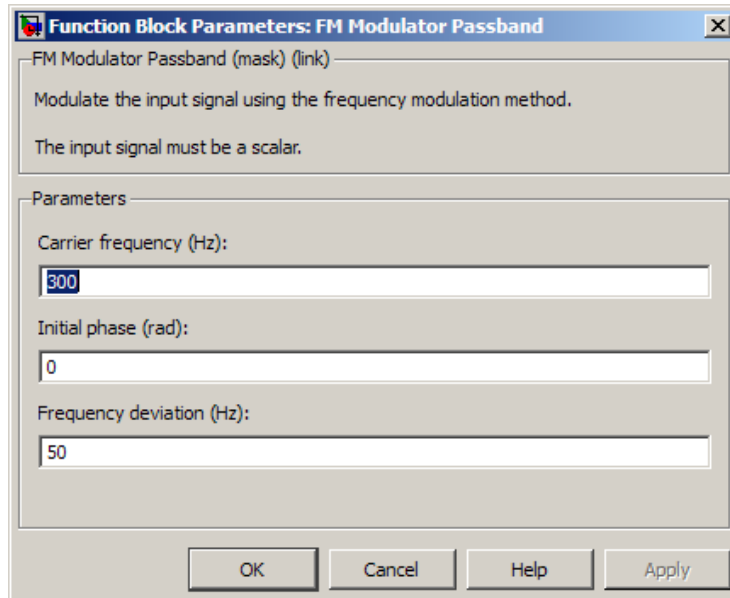 Function Block Parameters: FM Modulator Passband
FM Modulator Passband (mask) (link)
Modulate the input signal using the frequency modulation method.
The input signal must be a scalar.
Parameters
Carrier frequency (Hz):
300
Initial phase (rad):
0
Frequency deviation (Hz):
50
OK Cancel Help Apply